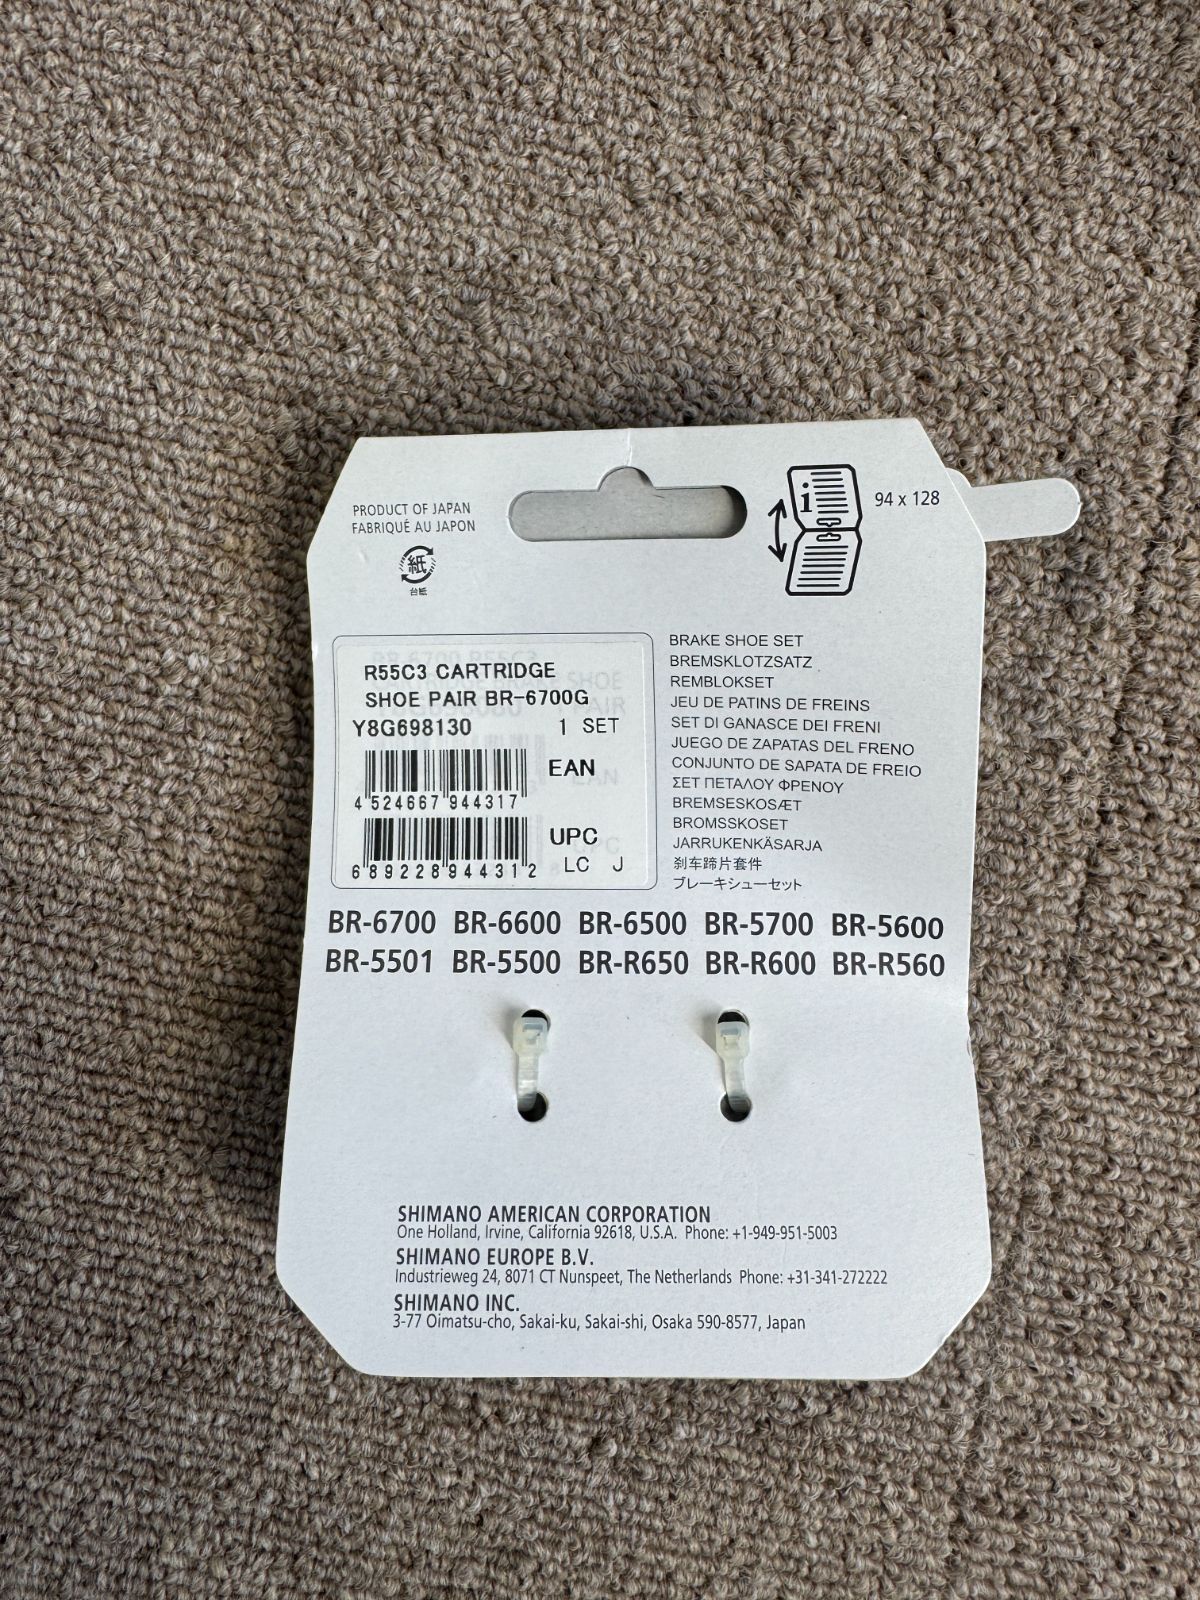 PRODUCT OF JAPAN
FABRIQUÉ AU JAPON
紙
台紙
i
94 x 128
R55C3 CARTRIDGE
SHOE PAIR BR-6700G
Y8G698130 1 SET
EAN
4 524667 944317
UPC
6 89228 94431 2
LC J
BRAKE SHOE SET
BREMSKLOTZSATZ
REMBLOKSET
JEU DE PATINS DE FREINS
SET DI GANASCE DEI FRENI
JUEGO DE ZAPATAS DEL FRENO
CONJUNTO DE SAPATA DE FREIO
ΣΕΤ ΠΕΤΑΛΟΥ ΦΡΕΝΟΥ
BREMSESKOSÆT
BROMSSKOSET
JARRUKENKÄSARJA
刹车蹄片套件
ブレーキシューセット
BR-6700 BR-6600 BR-6500 BR-5700 BR-5600
BR-5501 BR-5500 BR-R650 BR-R600 BR-R560
SHIMANO AMERICAN CORPORATION
One Holland, Irvine, California 92618, U.S.A. Phone: +1-949-951-5003
SHIMANO EUROPE B.V.
Industrieweg 24, 8071 CT Nunspeet, The Netherlands Phone: +31-341-272222
SHIMANO INC.
3-77 Oimatsu-cho, Sakai-ku, Sakai-shi, Osaka 590-8577, Japan